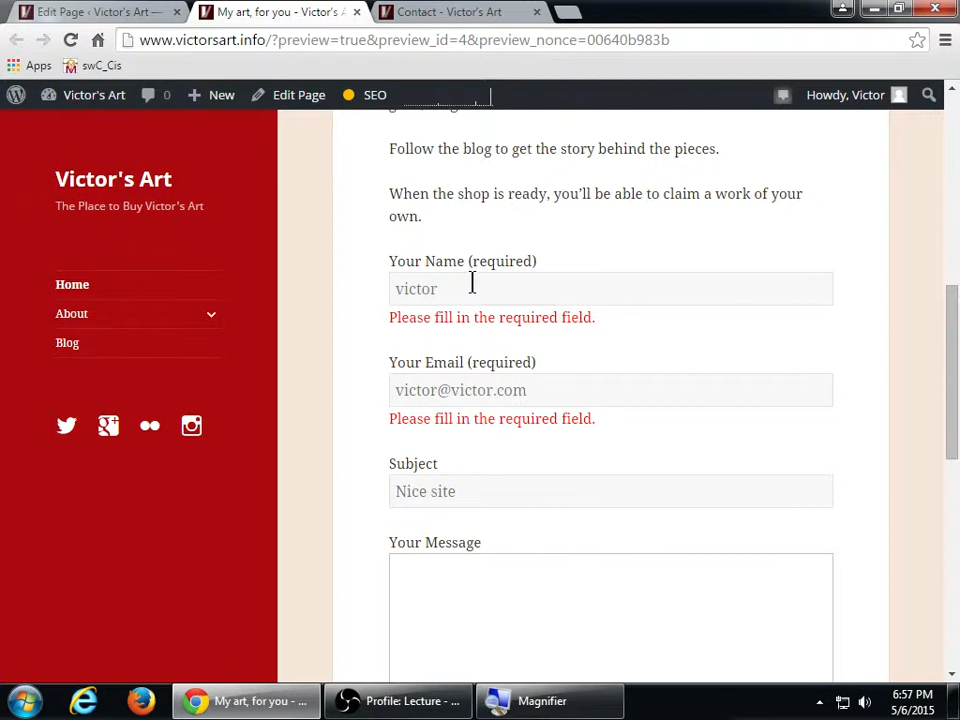 Edit Page ‹ Victor's Art —
My art, for you - Victor's A
Contact - Victor's Art
www.victorsart.info/?preview=true&preview_id=4&preview_nonce=00640b983b
Apps
swC_Cis
Victor's Art
0
New
Edit Page
SEO
Howdy, Victor
Victor's Art
The Place to Buy Victor's Art
Home
About
Blog
Follow the blog to get the story behind the pieces.
When the shop is ready, you'll be able to claim a work of your
own.
Your Name (required)
victor
Please fill in the required field.
Your Email (required)
victor@victor.com
Please fill in the required field.
Subject
Nice site
Your Message
My art, for you - ...
Profile: Lecture - ...
Magnifier
6:57 PM
5/6/2015